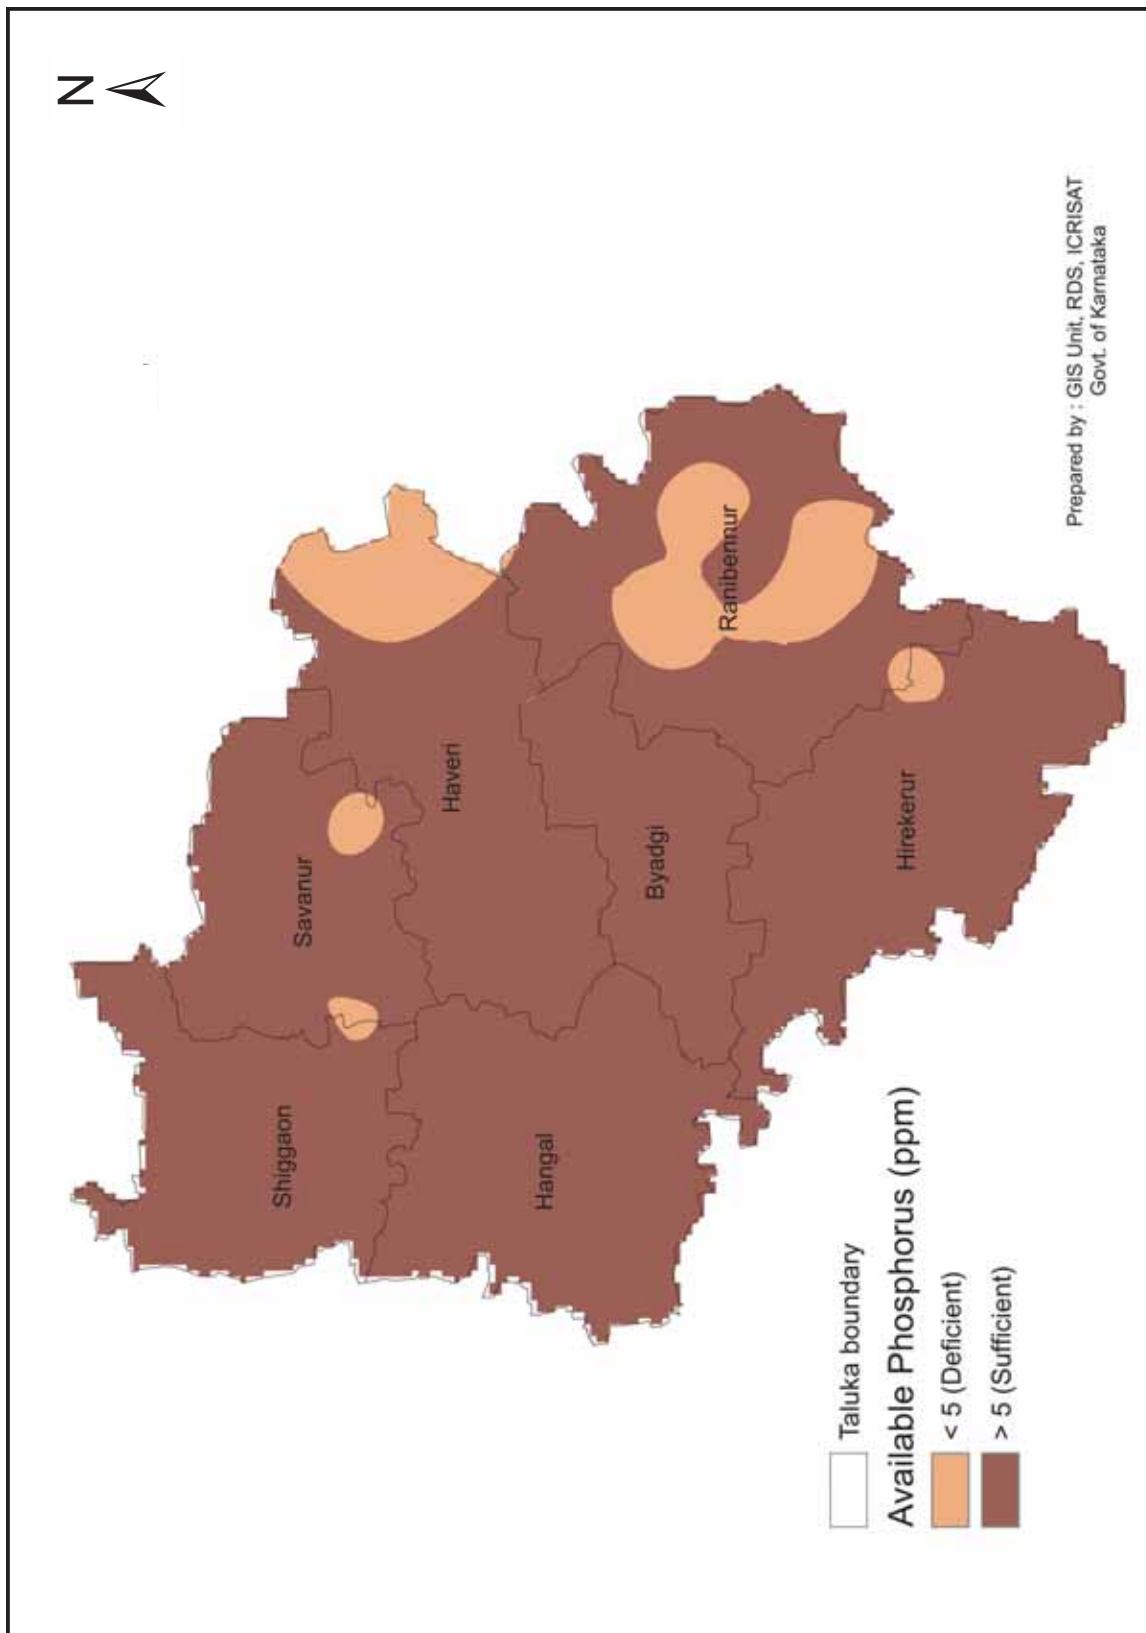 N
Shiggaon
Savanur
Haveri
Hangal
Byadgi
Ranibennur
Hirekerur
Taluka boundary
Available Phosphorus (ppm)
< 5 (Deficient)
> 5 (Sufficient)
Prepared by : GIS Unit, RDS, ICRISAT
Govt. of Karnataka